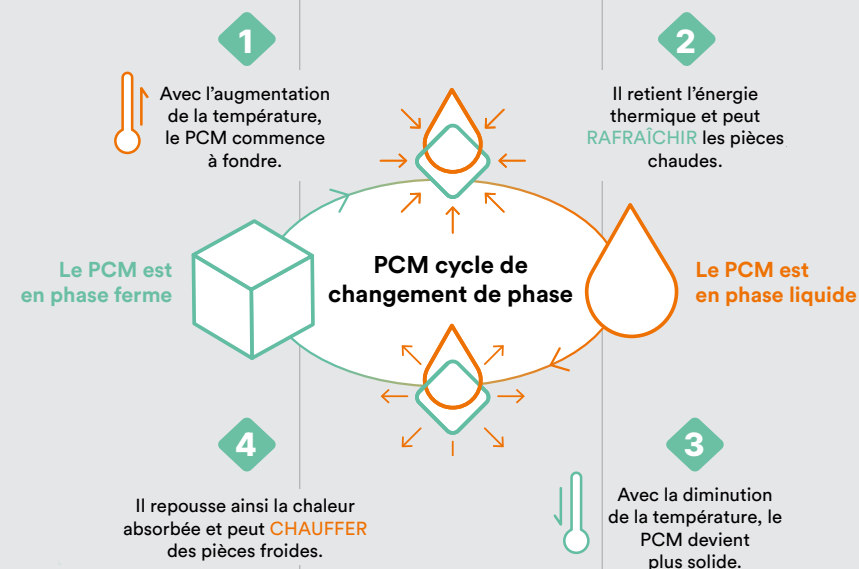 1
Avec l'augmentation
de la température,
le PCM commence
à fondre.
2
Il retient l'énergie
thermique et peut
RAFRAÎCHIR les pièces
chaudes.
Le PCM est
en phase ferme
PCM cycle de
changement de phase
Le PCM est
en phase liquide
4
Il repousse ainsi la chaleur
absorbée et peut CHAUFFER
des pièces froides.
3
Avec la diminution
de la température, le
PCM devient
plus solide.